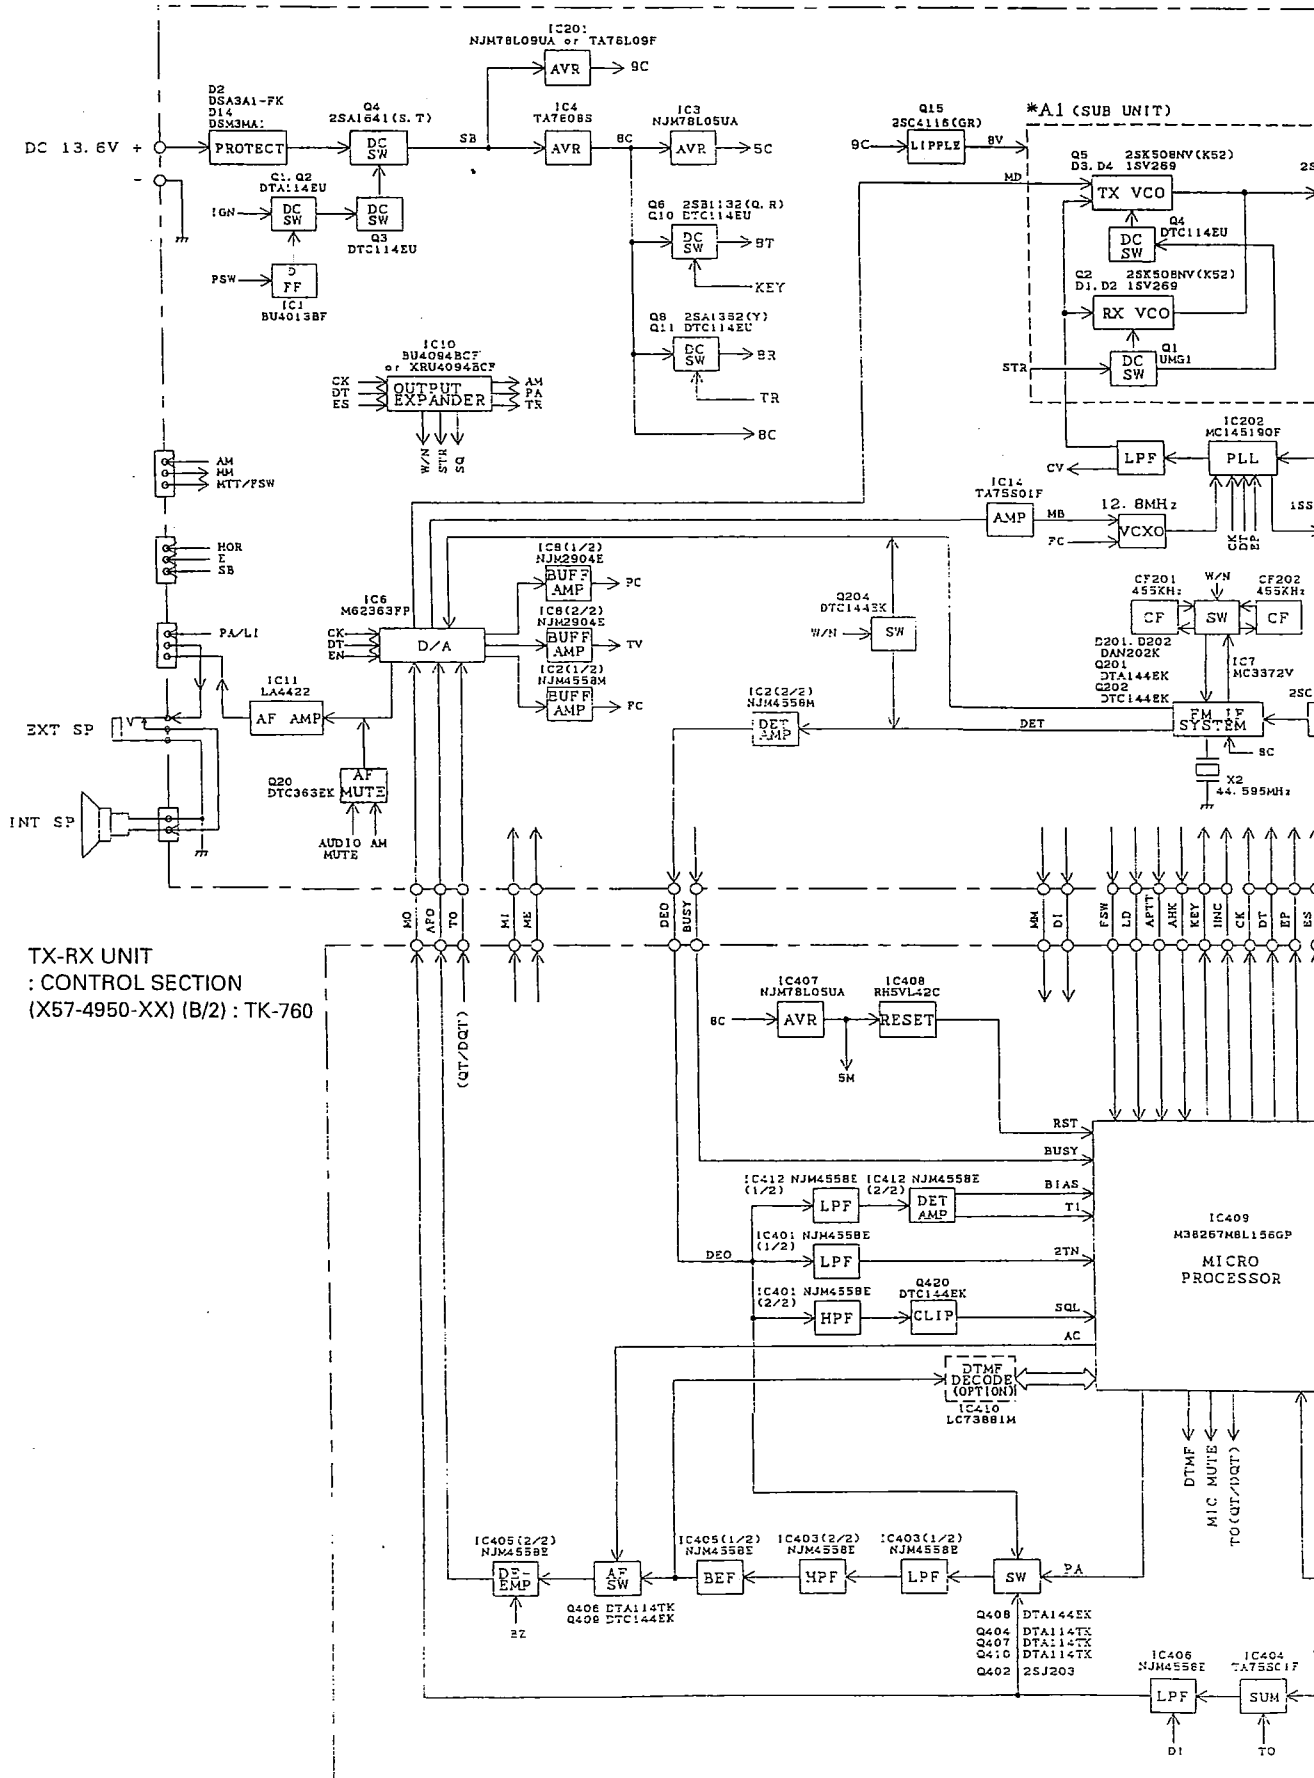 IC201
NJM78L09UA or TA78L09F
AVR
9C
D2
DSA3A1-FK
D14
DSM3MA1
PROTECT
DC 13.6V +
-
Q4
2SA1641(S.T)
DC
SW
SB
IC4
TA7808S
AVR
8C
IC3
NJM78L05UA
AVR
5C
Q15
2SC4116(GR)
9C
LIPPLE
8V
*A1 (SUB UNIT)
MD
Q5 2SK508NV(K52)
D3.D4 1SV269
TX VCO
Q4
DTC114EU
DC
SW
Q2 2SK508NV(K52)
D1.D2 1SV269
RX VCO
STR
DC
SW
Q1
UMG1
Q1.Q2
DTA114EU
IGN
DC
SW
DC
SW
Q3
DTC114EU
PSW
D
FF
IC1
BU4013BF
Q6 2SB1132(Q.R)
Q10 DTC114EU
DC
SW
8T
KEY
Q8 2SA1362(Y)
Q11 DTC114EU
DC
SW
8R
TR
8C
IC10
BU4094BCF
or XRU4094BCF
CK
DT
ES
OUTPUT
EXPANDER
AM
PA
TR
W/N
STR
SQ
IC202
MC145190F
LPF
PLL
CV
CK
DT
EP
IC14
TA75S01F
AMP
MB
FC
12.8MHz
VCXO
AM
MM
MTT/FSW
HOR
E
SB
PA/LI
IC8(1/2)
NJM2904E
BUFF
AMP
PC
IC8(2/2)
NJM2904E
BUFF
AMP
TV
IC2(1/2)
NJM4558M
BUFF
AMP
FC
IC6
M62363FP
CK
DT
EN
D/A
Q204
DTC144EK
W/N
SW
CF201
455KHz
CF
W/N
SW
CF202
455KHz
CF
D201.D202
DAN202K
Q201
DTA144EK
Q202
DTC144EK
IC7
MC3372V
FM IF
SYSTEM
8C
X2
44.595MHz
DET
IC2(2/2)
NJM4558M
DET
AMP
IC11
LA4422
AF AMP
EXT SP
INT SP
Q20
DTC363EK
AF
MUTE
AUDIO
MUTE
AM
MO
AFO
TO
MI
ME
DEO
BUSY
MM
DI
FSW
LD
APTT
AHK
KEY
INC
CK
DT
EP
ES
TX-RX UNIT
: CONTROL SECTION
(X57-4950-XX) (B/2) : TK-760
(QT/DQT)
IC407
NJM78L05UA
8C
AVR
5M
IC408
RH5VL42C
RESET
RST
BUSY
IC412 NJM4558E
(1/2)
LPF
IC412 NJM4558E
(2/2)
DET
AMP
BIAS
T1
IC401 NJM4558E
(1/2)
DEO
LPF
2TN
IC401 NJM4558E
(2/2)
HPF
Q420
DTC144EK
CLIP
SQL
AC
IC409
M38267M8L156GP
MICRO
PROCESSOR
DTMF
DECODE
(OPTION)
IC410
LC73881M
DTMF
MIC MUTE
TO(QT/DQT)
IC405(2/2)
NJM4558E
DE-
EMP
BZ
AF
SW
Q406 DTA114TK
Q409 DTC144EK
IC405(1/2)
NJM4558E
BEF
IC403(2/2)
NJM4558E
HPF
IC403(1/2)
NJM4558E
LPF
SW
PA
Q408 DTA144EK
Q404 DTA114TK
Q407 DTA114TK
Q410 DTA114TK
Q402 2SJ203
IC406
NJM4558E
LPF
DI
IC404
TA75S01F
SUM
TO